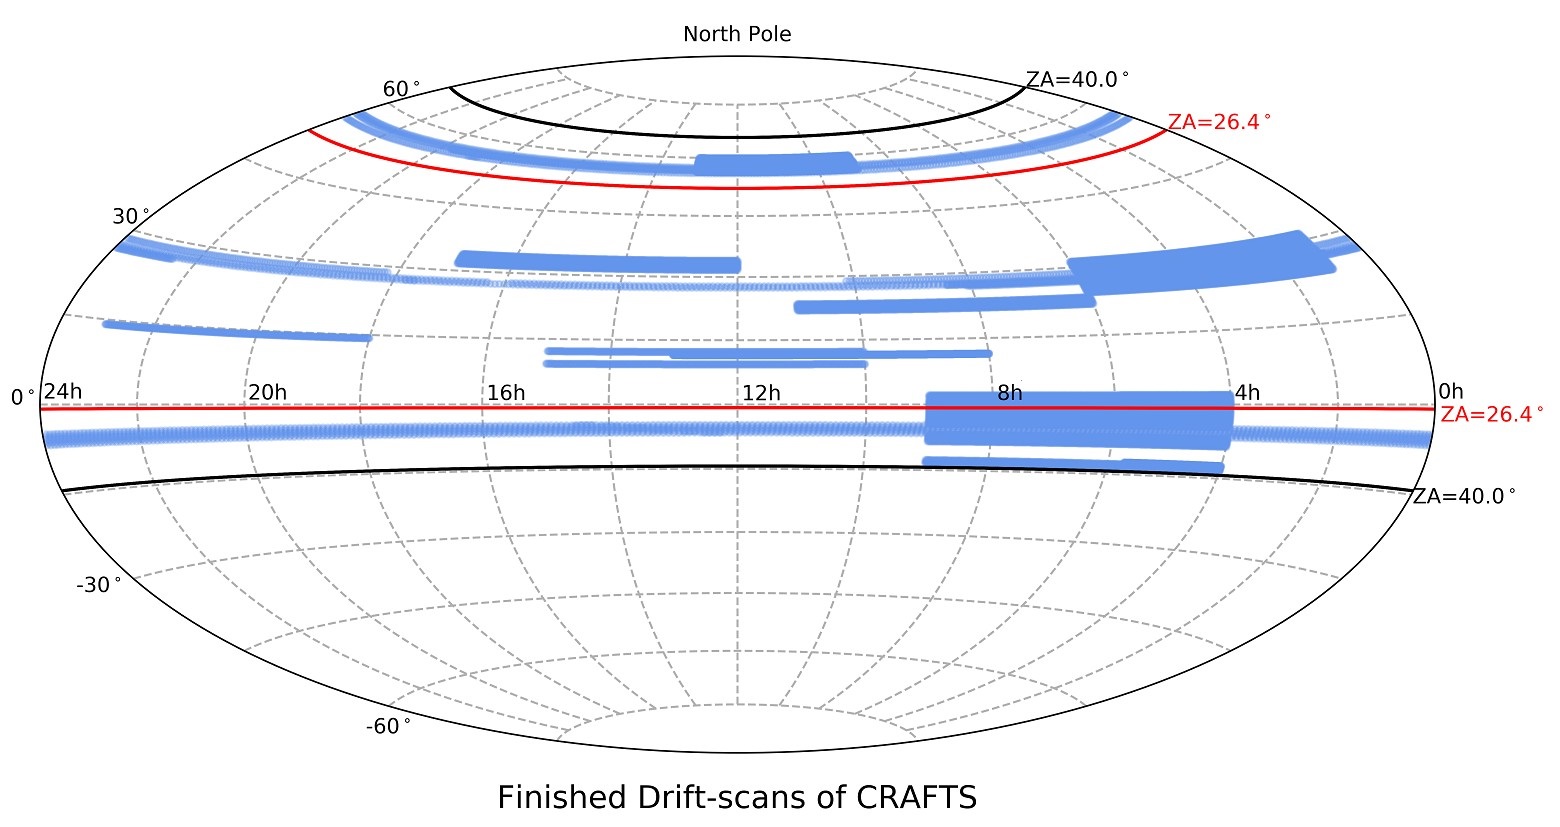 North Pole
60°
ZA=40.0°
ZA=26.4°
30°
0° 24h 20h 16h 12h 8h 4h 0h
ZA=26.4°
ZA=40.0°
-30°
-60°
Finished Drift-scans of CRAFTS